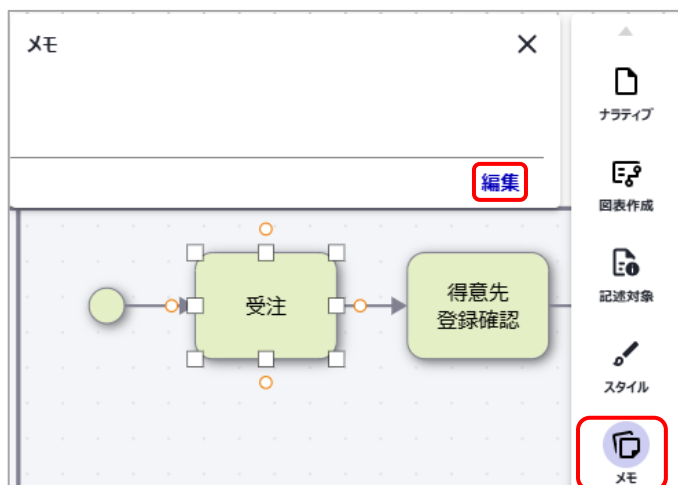 メモ
編集
受注
得意先
登録確認
ナラティブ
図表作成
記述対象
スタイル
メモ